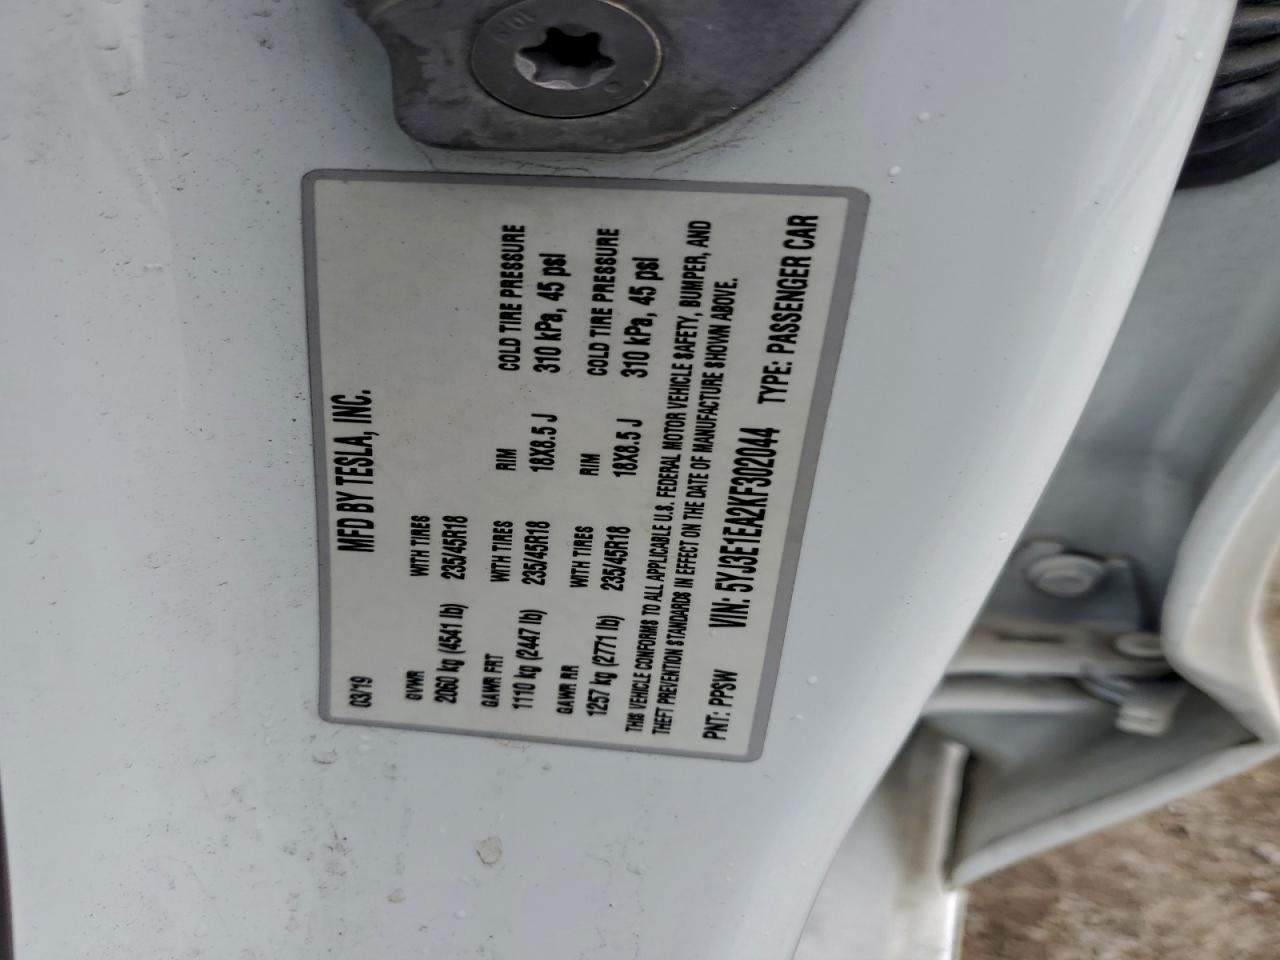 MFD BY TESLA, INC.
03/19
GVWR WITH TIRES
2060 kg (4541 lb) 235/45R18
GAWR FRT WITH TIRES RIM COLD TIRE PRESSURE
1110 kg (2447 lb) 235/45R18 18X8.5 J 310 kPa, 45 psi
GAWR RR WITH TIRES RIM COLD TIRE PRESSURE
1257 kg (2771 lb) 235/45R18 18X8.5 J 310 kPa, 45 psi
THIS VEHICLE CONFORMS TO ALL APPLICABLE U.S. FEDERAL MOTOR VEHICLE SAFETY, BUMPER, AND
THEFT PREVENTION STANDARDS IN EFFECT ON THE DATE OF MANUFACTURE SHOWN ABOVE.
PNT: PPSW VIN: 5YJ3E1EA2KF302044 TYPE: PASSENGER CAR